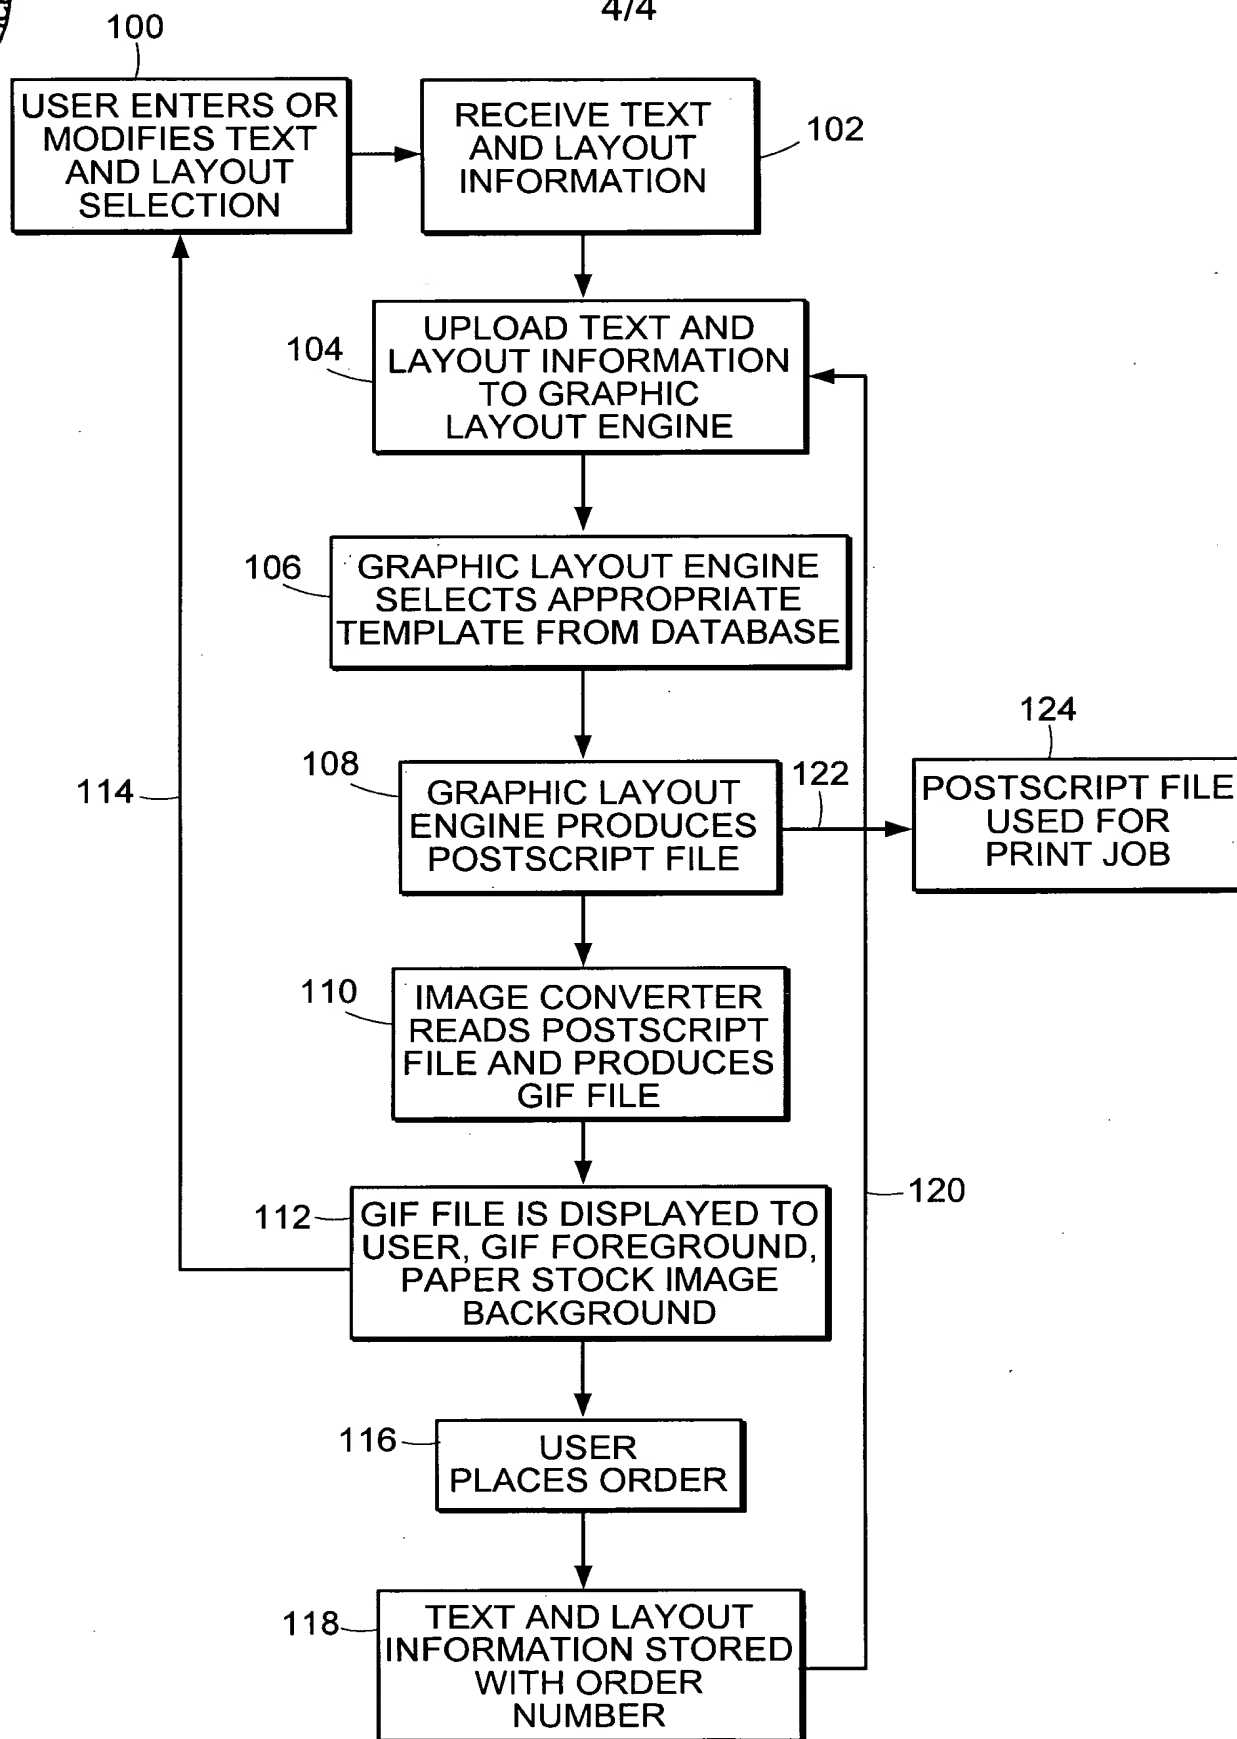 4/4
100
USER ENTERS OR
MODIFIES TEXT
AND LAYOUT
SELECTION
RECEIVE TEXT
AND LAYOUT
INFORMATION
102
104
UPLOAD TEXT AND
LAYOUT INFORMATION
TO GRAPHIC
LAYOUT ENGINE
106
GRAPHIC LAYOUT ENGINE
SELECTS APPROPRIATE
TEMPLATE FROM DATABASE
108
GRAPHIC LAYOUT
ENGINE PRODUCES
POSTSCRIPT FILE
122
124
POSTSCRIPT FILE
USED FOR
PRINT JOB
114
110
IMAGE CONVERTER
READS POSTSCRIPT
FILE AND PRODUCES
GIF FILE
112
GIF FILE IS DISPLAYED TO
USER, GIF FOREGROUND,
PAPER STOCK IMAGE
BACKGROUND
120
116
USER
PLACES ORDER
118
TEXT AND LAYOUT
INFORMATION STORED
WITH ORDER
NUMBER